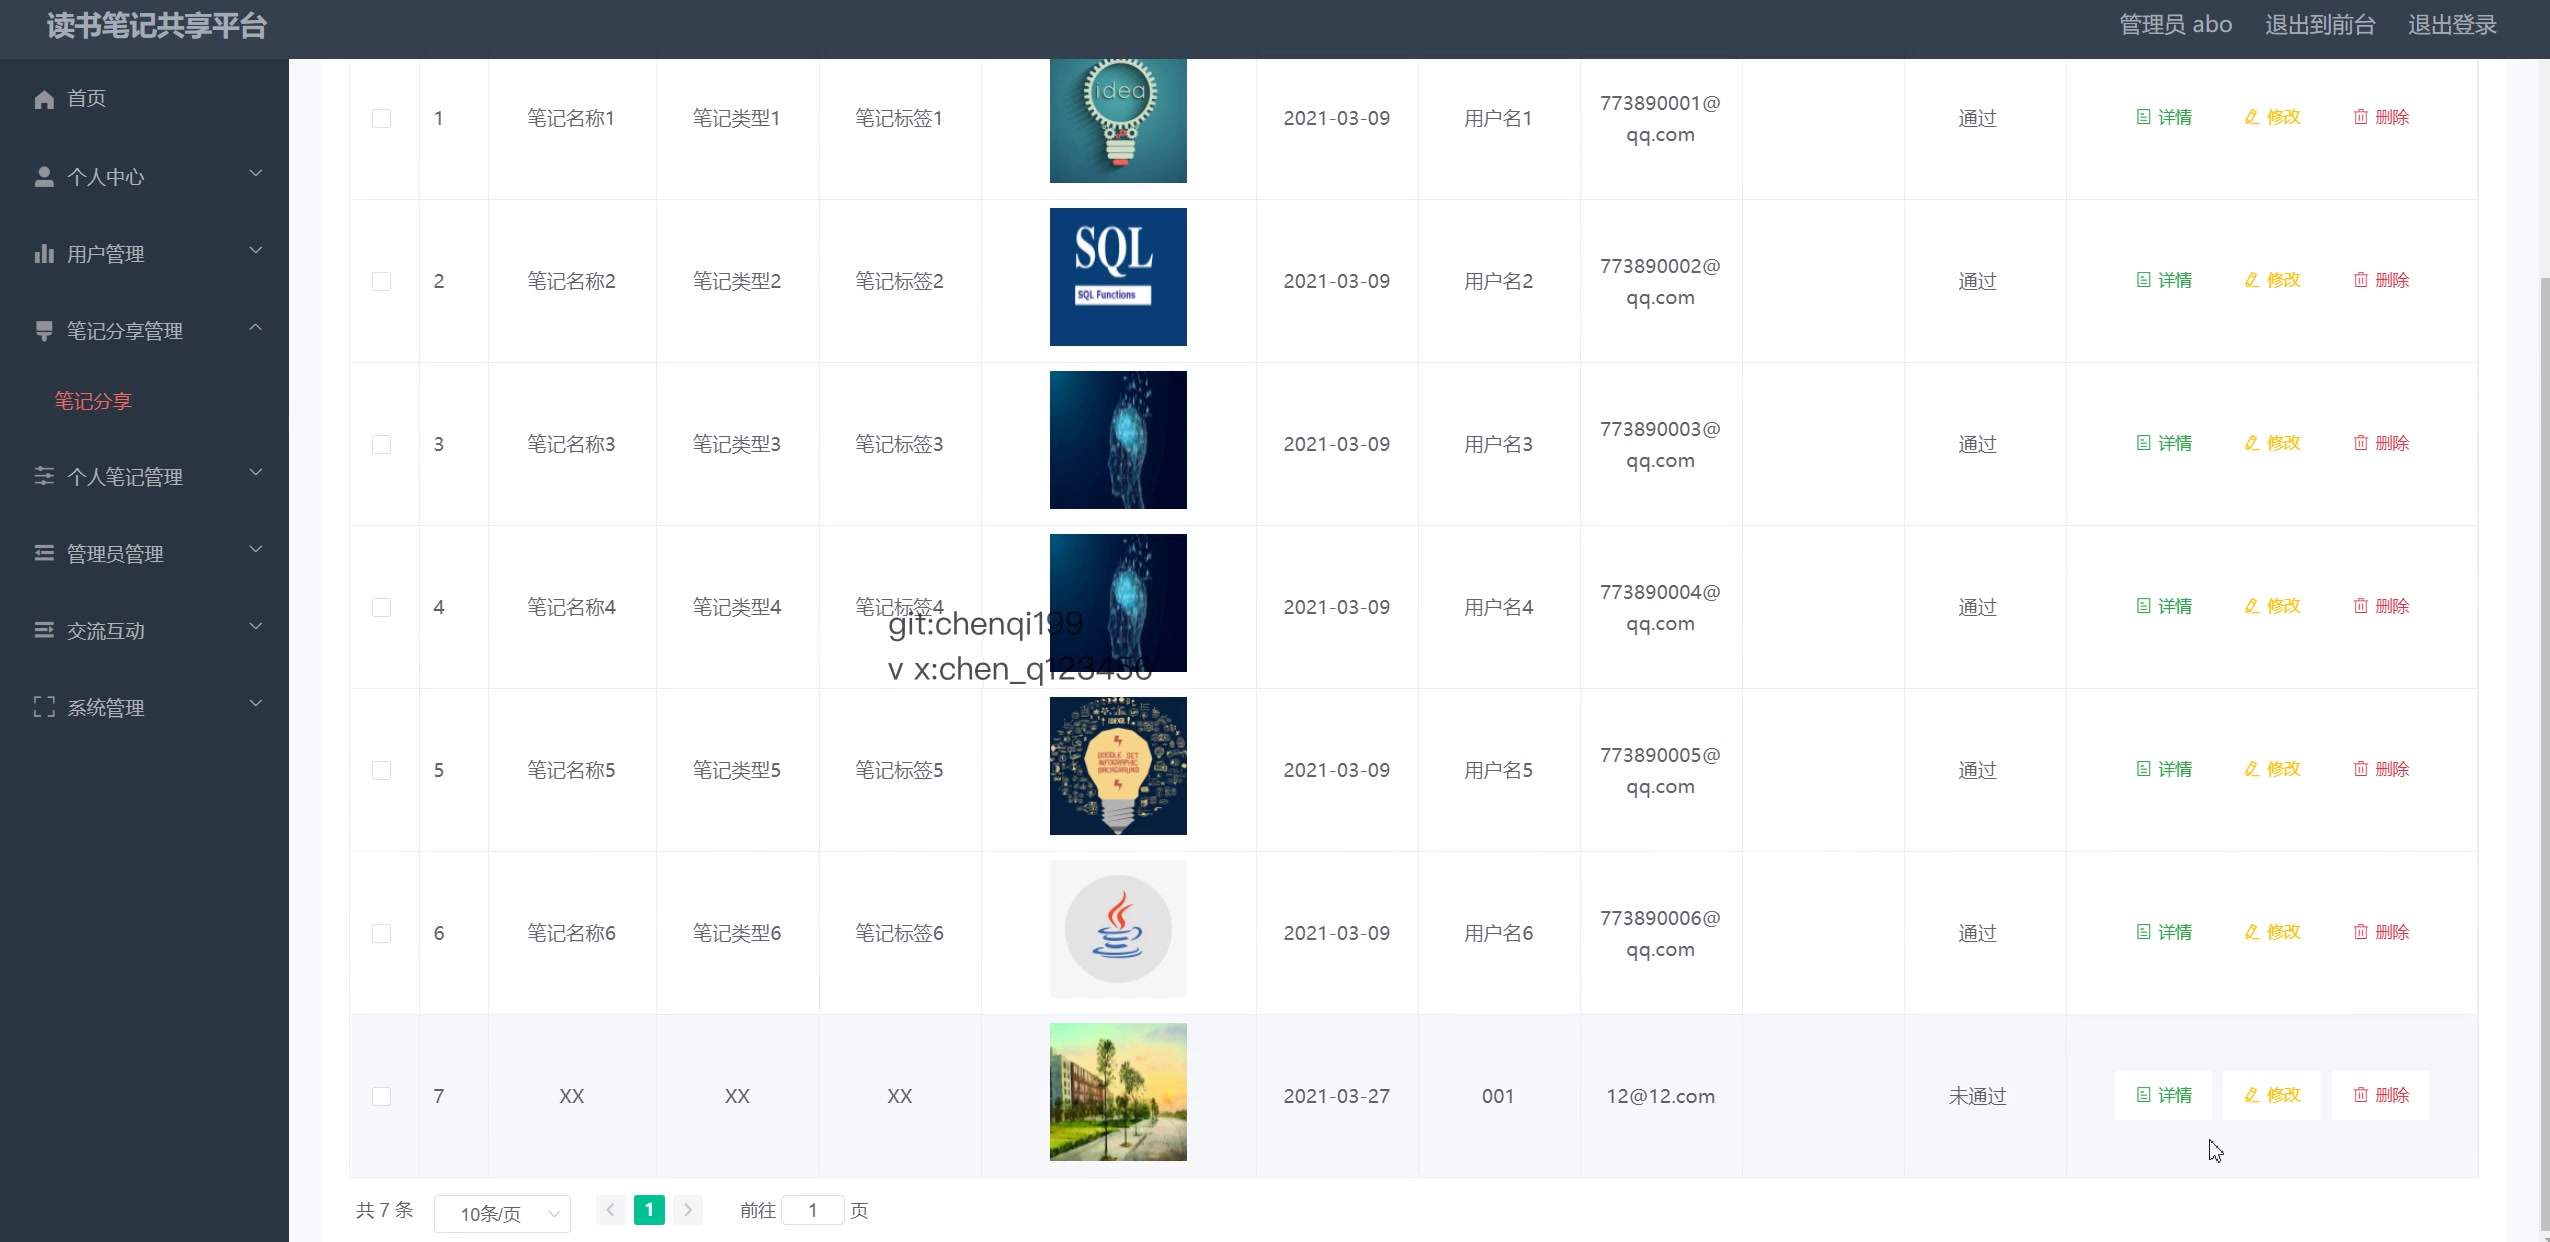 读书笔记共享平台
管理员 abo 退出到前台 退出登录
首页
个人中心
用户管理
笔记分享管理
笔记分享
个人笔记管理
管理员管理
交流互动
系统管理
1 笔记名称1 笔记类型1 笔记标签1 idea 2021-03-09 用户名1 773890001@
qq.com 通过 详情 修改 删除
2 笔记名称2 笔记类型2 笔记标签2 SQL
SQL Functions 2021-03-09 用户名2 773890002@
qq.com 通过 详情 修改 删除
3 笔记名称3 笔记类型3 笔记标签3 2021-03-09 用户名3 773890003@
qq.com 通过 详情 修改 删除
4 笔记名称4 笔记类型4 笔记标签4 2021-03-09 用户名4 773890004@
qq.com 通过 详情 修改 删除
git:chenqi199
v x:chen_q123456
5 笔记名称5 笔记类型5 笔记标签5 2021-03-09 用户名5 773890005@
qq.com 通过 详情 修改 删除
6 笔记名称6 笔记类型6 笔记标签6 2021-03-09 用户名6 773890006@
qq.com 通过 详情 修改 删除
7 XX XX XX 2021-03-27 001 12@12.com 未通过 详情 修改 删除
共 7 条 10条/页 1 前往 1 页